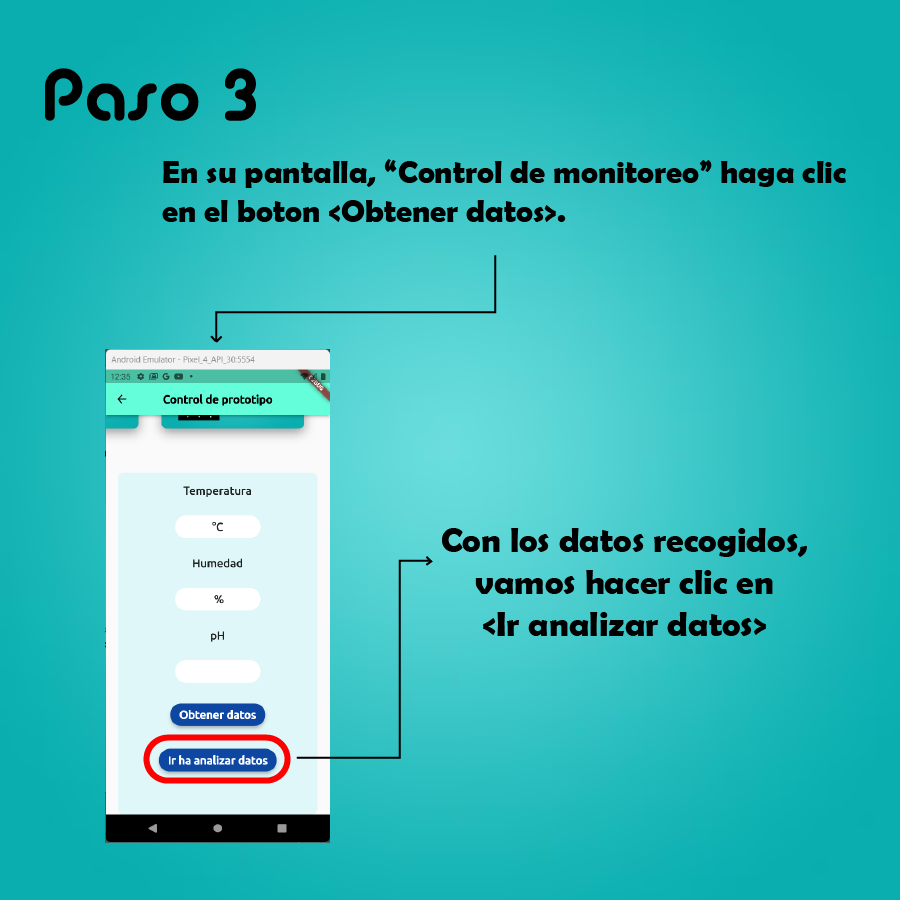 Paso 3
En su pantalla, “Control de monitoreo” haga clic
en el boton <Obtener datos>.
Android Emulator - Pixel_4_API_30:5554
12:35
Control de prototipo
Temperatura
°C
Humedad
%
pH
Obtener datos
Ir ha analizar datos
Con los datos recogidos,
vamos hacer clic en
<Ir analizar datos>